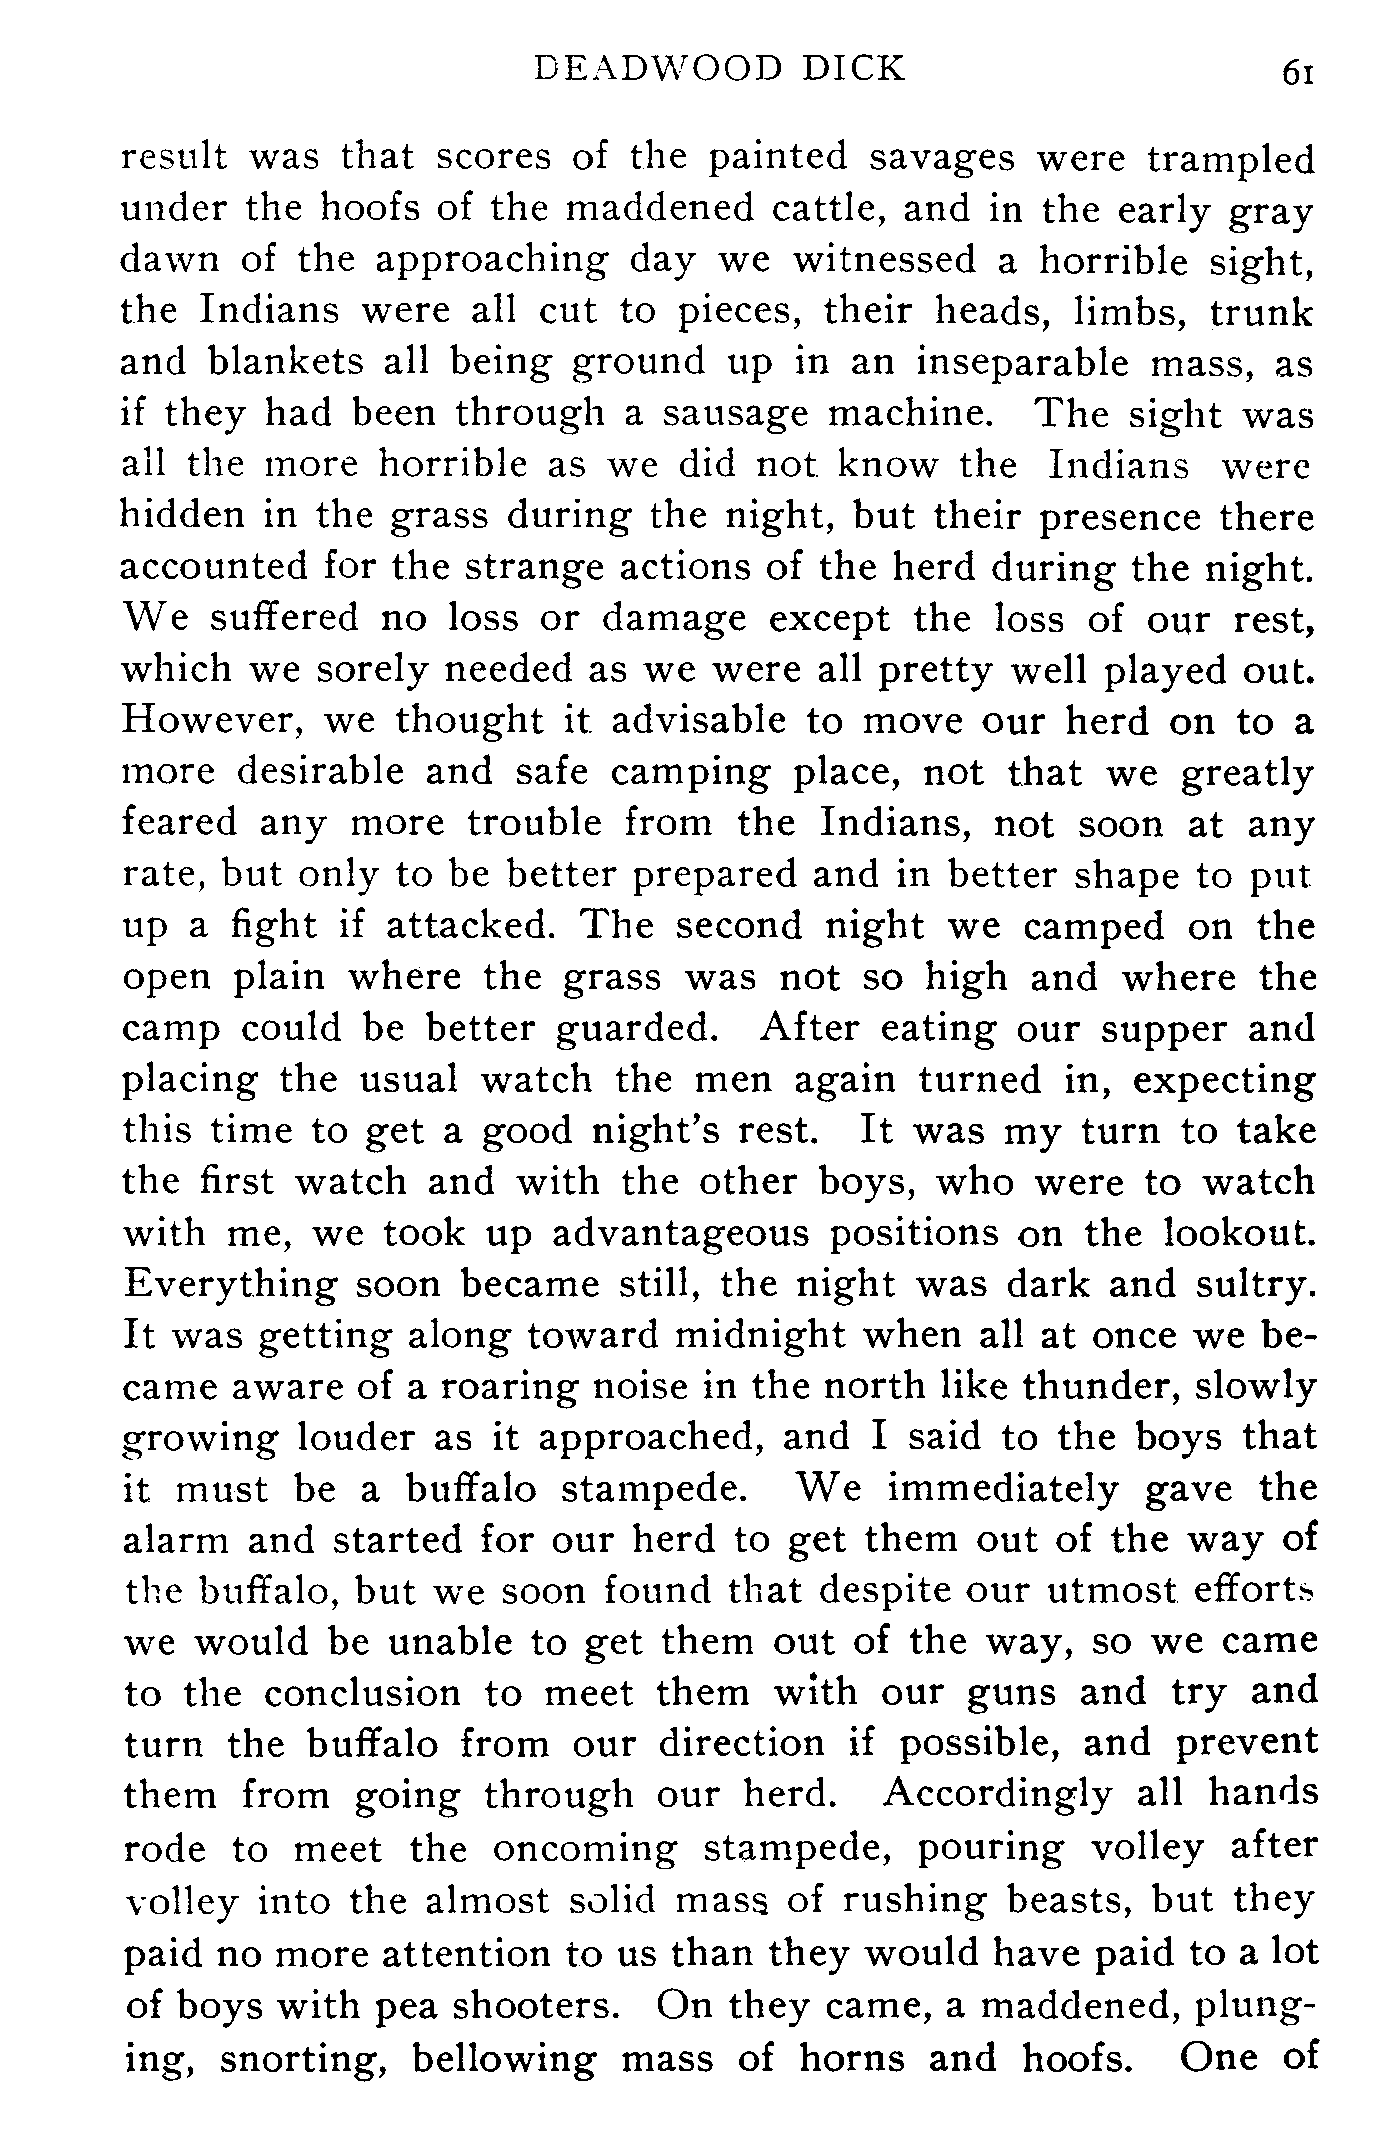 DEADWOOD DICK 61
result was that scores of the painted savages were trampled
under the hoofs of the maddened cattle, and in the early gray
dawn of the approaching day we witnessed a horrible sight,
the Indians were all cut to pieces, their heads, limbs, trunk
and blankets all being ground up in an inseparable mass, as
if they had been through a sausage machine. The sight was
all the more horrible as we did not know the Indians were
hidden in the grass during the night, but their presence there
accounted for the strange actions of the herd during the night.
We suffered no loss or damage except the loss of our rest,
which we sorely needed as we were all pretty well played out.
However, we thought it advisable to move our herd on to a
more desirable and safe camping place, not that we greatly
feared any more trouble from the Indians, not soon at any
rate, but only to be better prepared and in better shape to put
up a fight if attacked. The second night we camped on the
open plain where the grass was not so high and where the
camp could be better guarded. After eating our supper and
placing the usual watch the men again turned in, expecting
this time to get a good night's rest. It was my turn to take
the first watch and with the other boys, who were to watch
with me, we took up advantageous positions on the lookout.
Everything soon became still, the night was dark and sultry.
It was getting along toward midnight when all at once we be-
came aware of a roaring noise in the north like thunder, slowly
growing louder as it approached, and I said to the boys that
it must be a buffalo stampede. We immediately gave the
alarm and started for our herd to get them out of the way of
the buffalo, but we soon found that despite our utmost efforts
we would be unable to get them out of the way, so we came
to the conclusion to meet them with our guns and try and
turn the buffalo from our direction if possible, and prevent
them from going through our herd. Accordingly all hands
rode to meet the oncoming stampede, pouring volley after
volley into the almost solid mass of rushing beasts, but they
paid no more attention to us than they would have paid to a lot
of boys with pea shooters. On they came, a maddened, plung-
ing, snorting, bellowing mass of horns and hoofs. One of